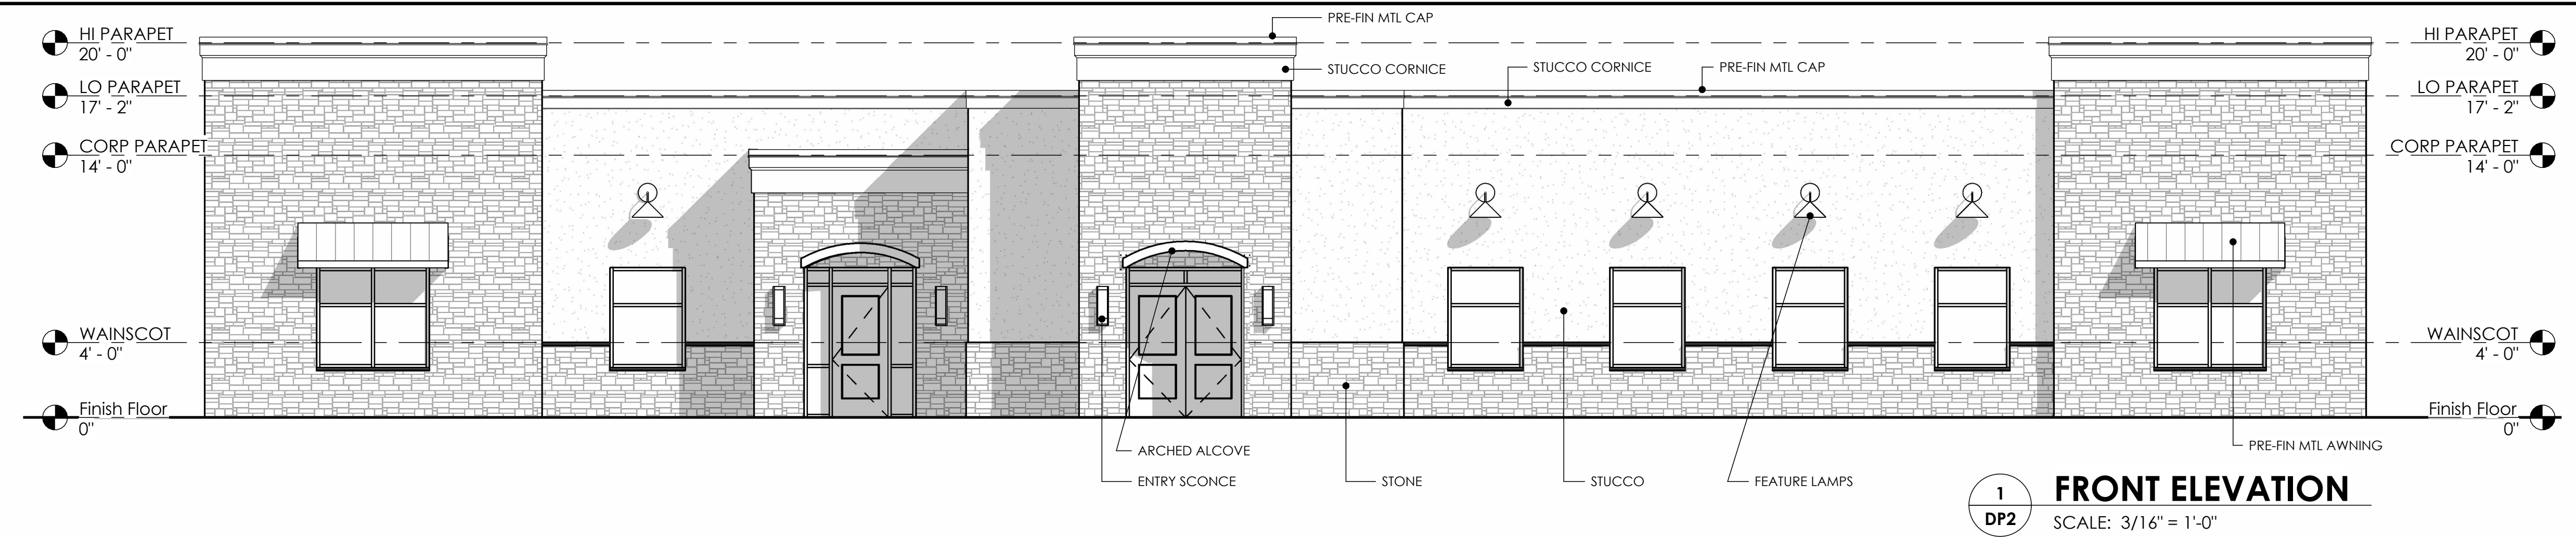 PRE-FIN MTL CAP
HI PARAPET
20' - 0"
HI PARAPET
20' - 0"
STUCCO CORNICE
STUCCO CORNICE
PRE-FIN MTL CAP
LO PARAPET
17' - 2"
LO PARAPET
17' - 2"
CORP PARAPET
14' - 0"
CORP PARAPET
14' - 0"
WAINSCOT
4' - 0"
WAINSCOT
4' - 0"
Finish Floor
0"
Finish Floor
0"
ARCHED ALCOVE
PRE-FIN MTL AWNING
ENTRY SCONCE
STONE
STUCCO
FEATURE LAMPS
1
DP2
FRONT ELEVATION
SCALE: 3/16" = 1'-0"